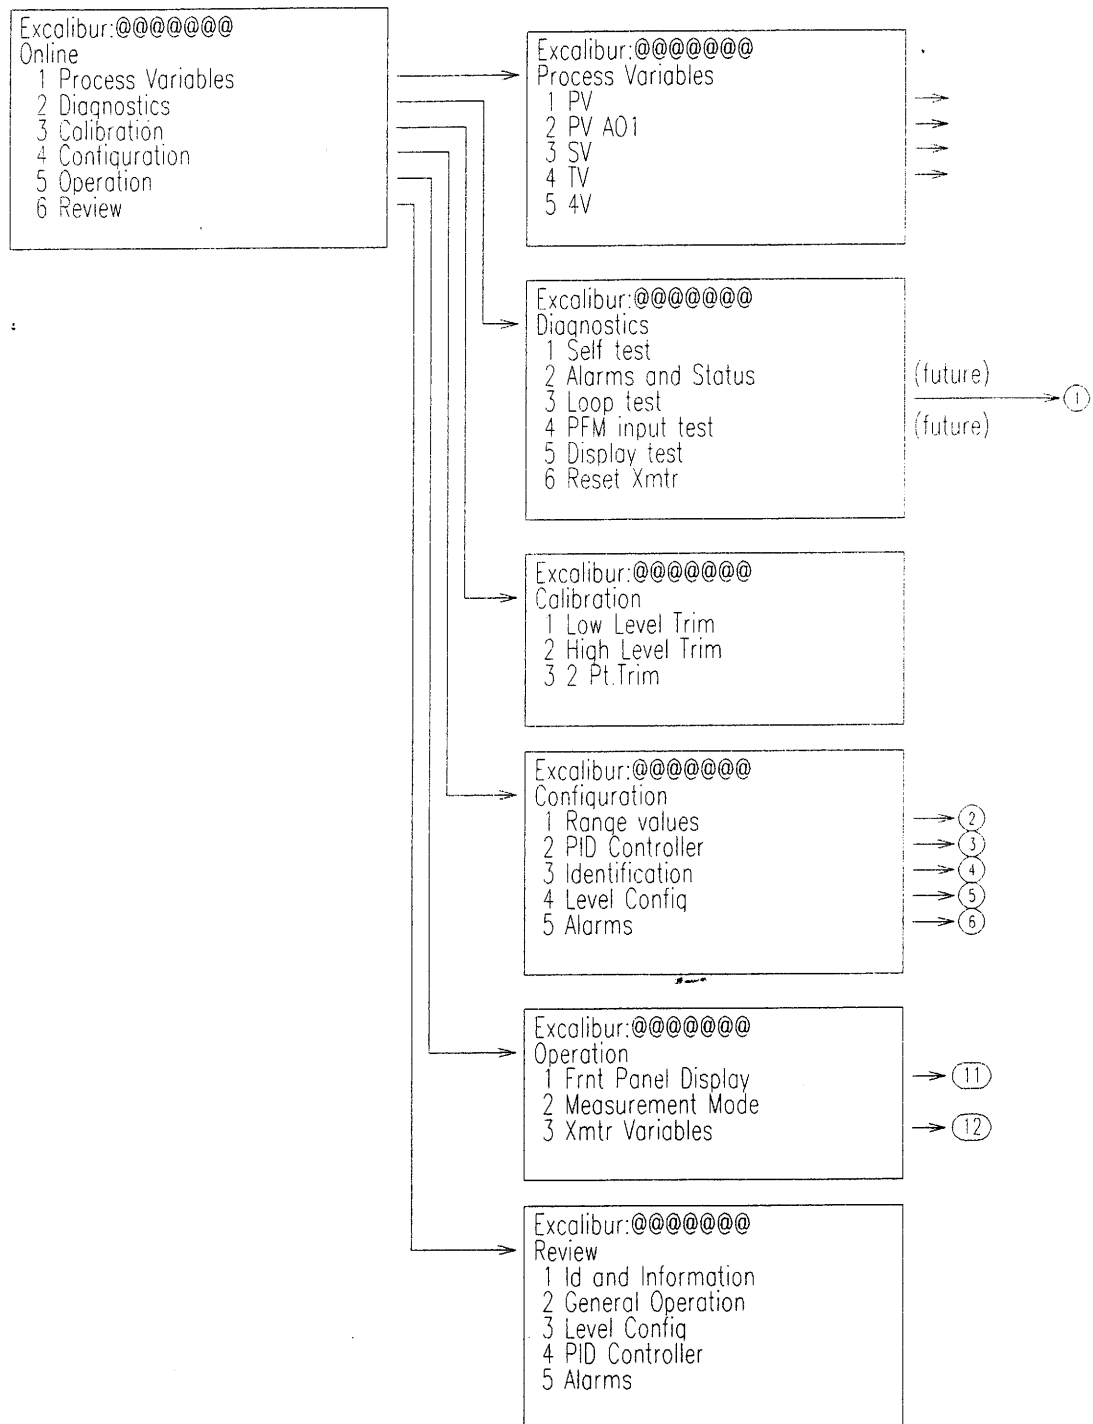 Excalibur:@@@@@@@
Online
1 Process Variables
2 Diagnostics
3 Calibration
4 Configuration
5 Operation
6 Review
Excalibur:@@@@@@@
Process Variables
1 PV
2 PV AO1
3 SV
4 TV
5 4V
Excalibur:@@@@@@@
Diagnostics
1 Self test
2 Alarms and Status
3 Loop test
4 PFM input test
5 Display test
6 Reset Xmtr
(future)
1
(future)
Excalibur:@@@@@@@
Calibration
1 Low Level Trim
2 High Level Trim
3 2 Pt.Trim
Excalibur:@@@@@@@
Configuration
1 Range values
2 PID Controller
3 Identification
4 Level Config
5 Alarms
2
3
4
5
6
Excalibur:@@@@@@@
Operation
1 Frnt Panel Display
2 Measurement Mode
3 Xmtr Variables
11
12
Excalibur:@@@@@@@
Review
1 Id and Information
2 General Operation
3 Level Config
4 PID Controller
5 Alarms